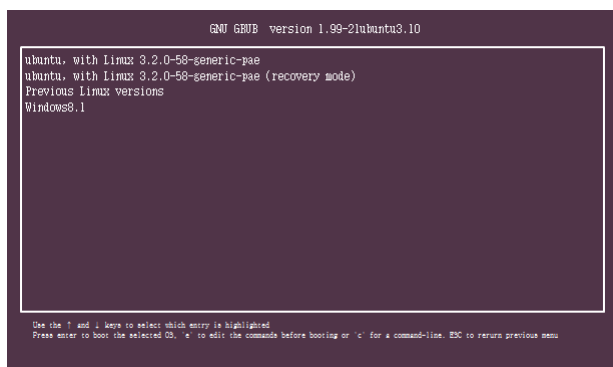 GNU GRUB version 1.99-21ubuntu3.10
ubuntu, with Linux 3.2.0-58-generic-pae
ubuntu, with Linux 3.2.0-58-generic-pae (recovery mode)
Previous Linux versions
Windows8.1
Use the ↑ and ↓ keys to select which entry is highlighted
Press enter to boot the selected OS, 'e' to edit the commands before booting or 'c' for a command-line. ESC to rerurn previous menu